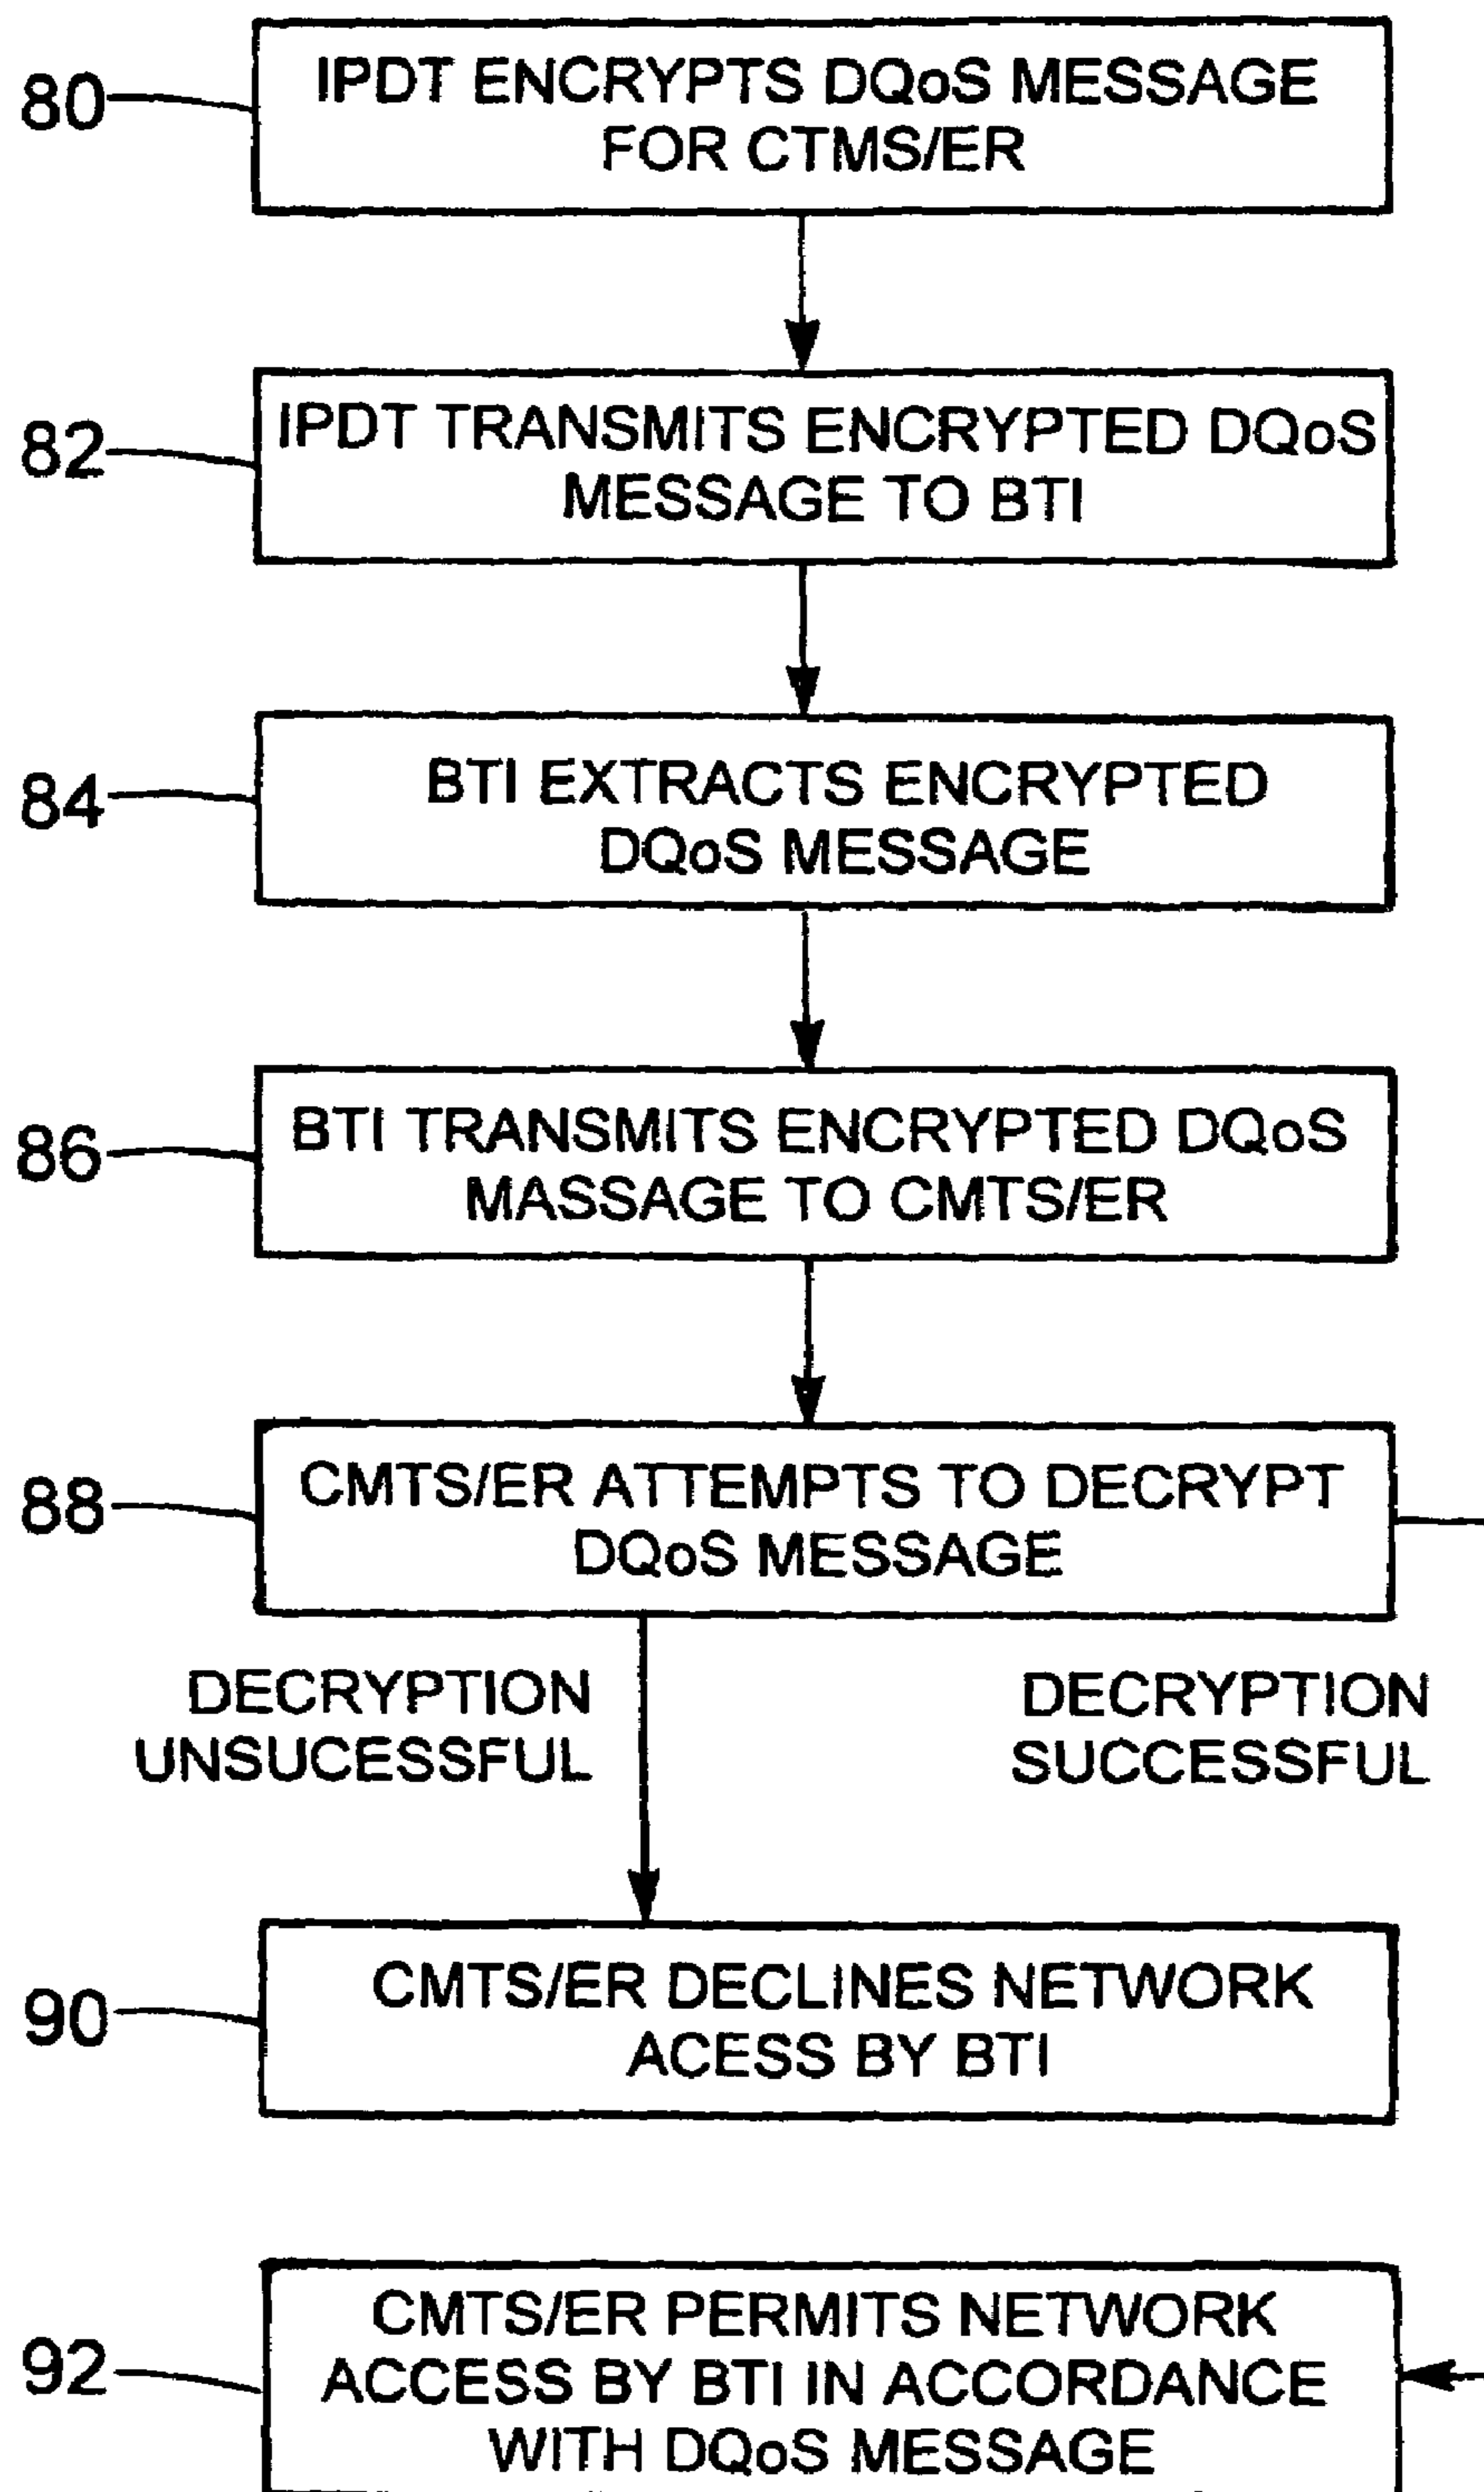 80
IPDT ENCRYPTS DQoS MESSAGE
FOR CTMS/ER
82
IPDT TRANSMITS ENCRYPTED DQoS
MESSAGE TO BTI
84
BTI EXTRACTS ENCRYPTED
DQoS MESSAGE
86
BTI TRANSMITS ENCRYPTED DQoS
MASSAGE TO CMTS/ER
88
CMTS/ER ATTEMPTS TO DECRYPT
DQoS MESSAGE
DECRYPTION
UNSUCESSFUL
DECRYPTION
SUCCESSFUL
90
CMTS/ER DECLINES NETWORK
ACESS BY BTI
92
CMTS/ER PERMITS NETWORK
ACCESS BY BTI IN ACCORDANCE
WITH DQoS MESSAGE